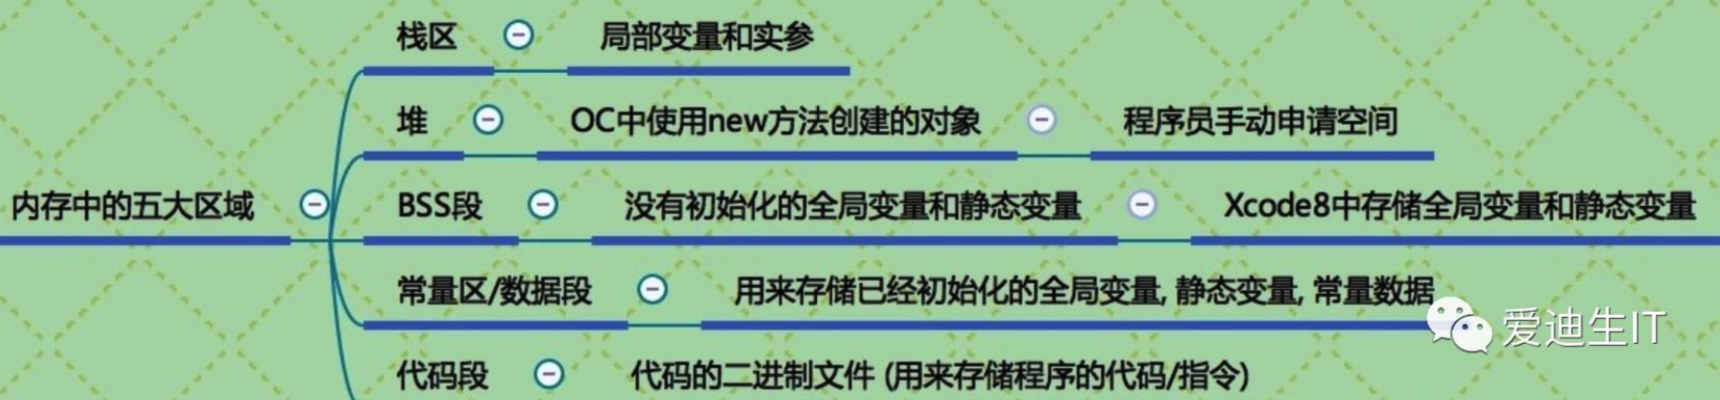 栈区 局部变量和实参
堆 OC中使用new方法创建的对象 程序员手动申请空间
内存中的五大区域 BSS段 没有初始化的全局变量和静态变量 Xcode8中存储全局变量和静态变量
常量区/数据段 用来存储已经初始化的全局变量, 静态变量, 常量数据
爱迪生IT
代码段 代码的二进制文件 (用来存储程序的代码/指令)